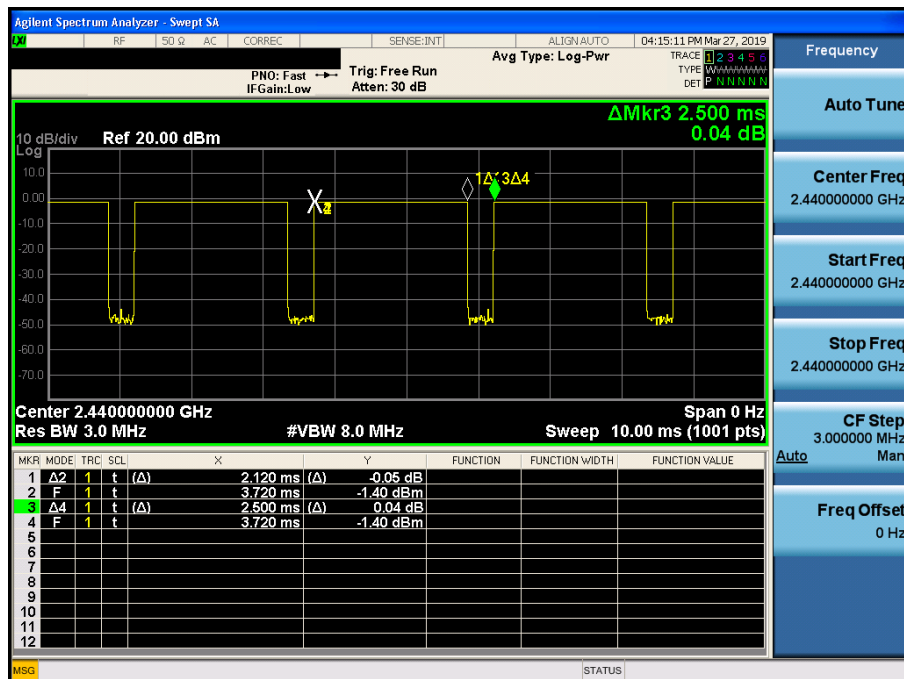 Agilent Spectrum Analyzer - Swept SA
LXI RF 50 Ω AC CORREC SENSE:INT ALIGN AUTO 04:15:11 PM Mar 27, 2019
Frequency
Avg Type: Log-Pwr
TRACE 1 2 3 4 5 6
TYPE WWWWWW
DET P N N N N N
PNO: Fast Trig: Free Run
IFGain:Low Atten: 30 dB
Auto Tune
ΔMkr3 2.500 ms
0.04 dB
10 dB/div Ref 20.00 dBm
Log
10.0
0.00
-10.0
-20.0
-30.0
-40.0
-50.0
-60.0
-70.0
3Δ4
Center Freq
2.440000000 GHz
Start Freq
2.440000000 GHz
Stop Freq
2.440000000 GHz
CF Step
3.000000 MHz
Auto Man
Freq Offset
0 Hz
Center 2.440000000 GHz Span 0 Hz
Res BW 3.0 MHz #VBW 8.0 MHz Sweep 10.00 ms (1001 pts)
MKR MODE TRC SCL X Y FUNCTION FUNCTION WIDTH FUNCTION VALUE
1 Δ2 1 t (Δ) 2.120 ms (Δ) -0.05 dB
2 F 1 t 3.720 ms -1.40 dBm
3 Δ4 1 t (Δ) 2.500 ms (Δ) 0.04 dB
4 F 1 t 3.720 ms -1.40 dBm
5
6
7
8
9
10
11
12
MSG STATUS